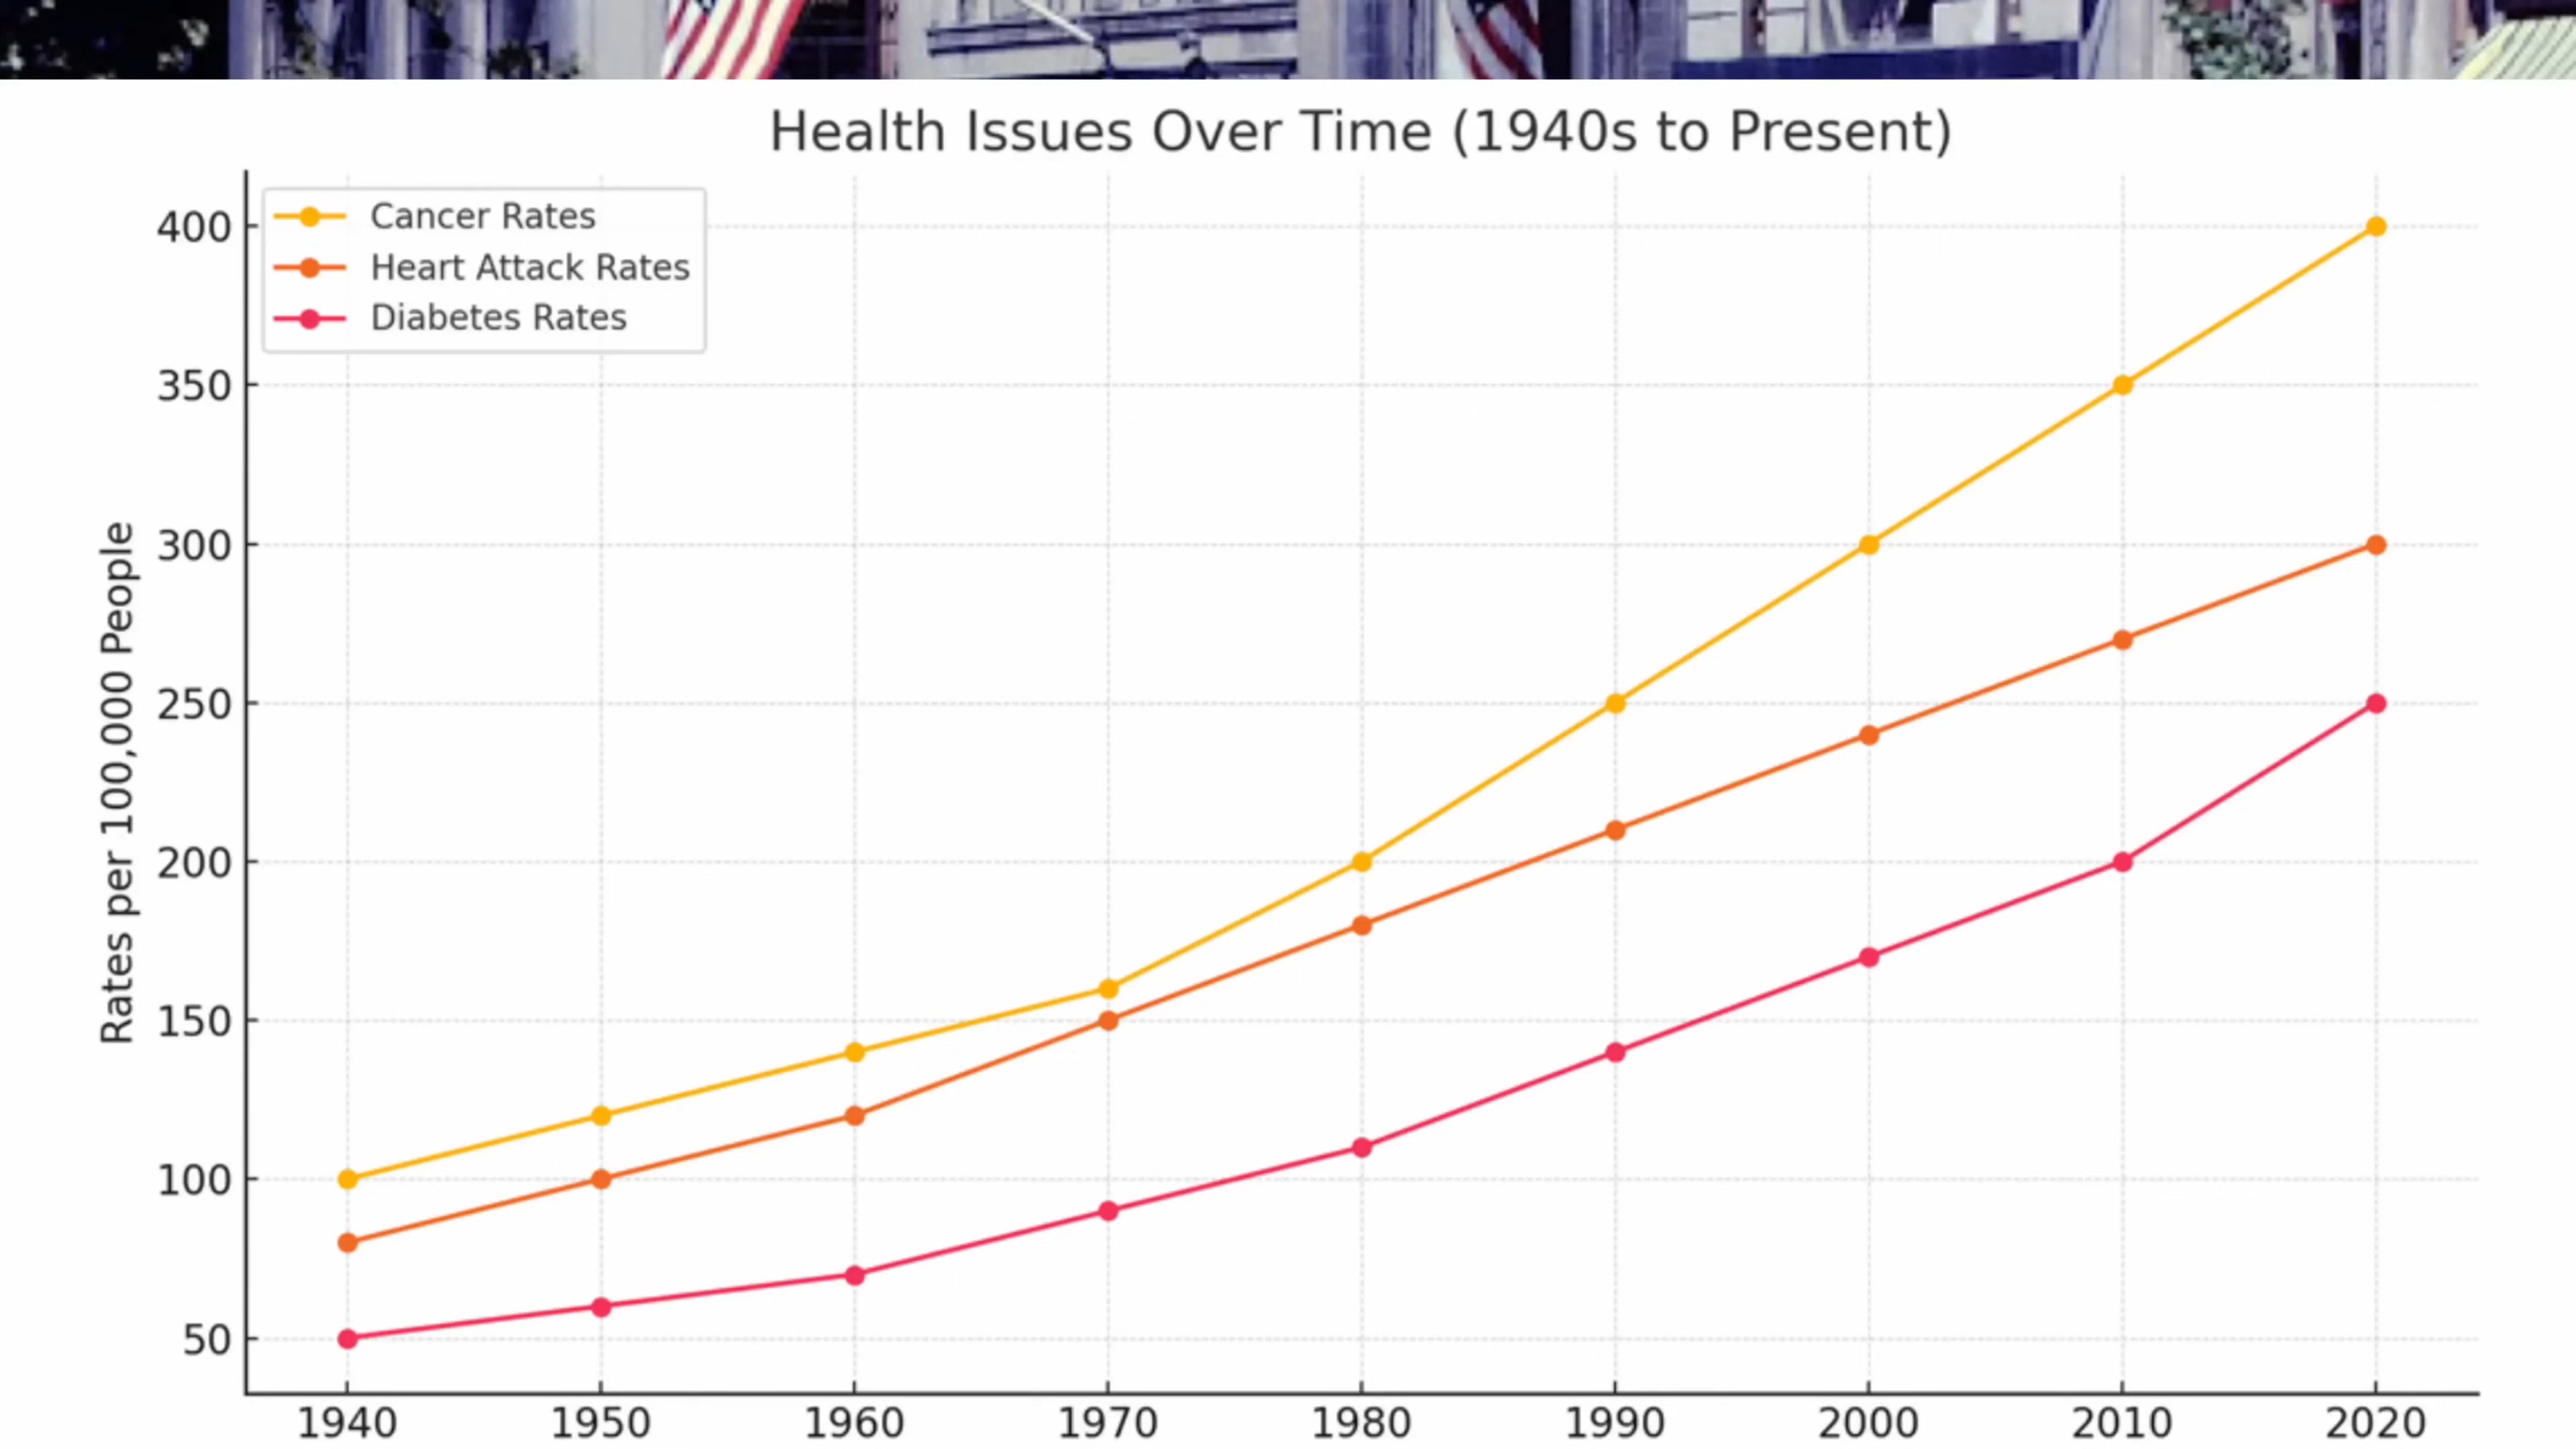 Health Issues Over Time (1940s to Present)
Cancer Rates
Heart Attack Rates
Diabetes Rates
Rates per 100,000 People
400
350
300
250
200
150
100
50
1940 1950 1960 1970 1980 1990 2000 2010 2020